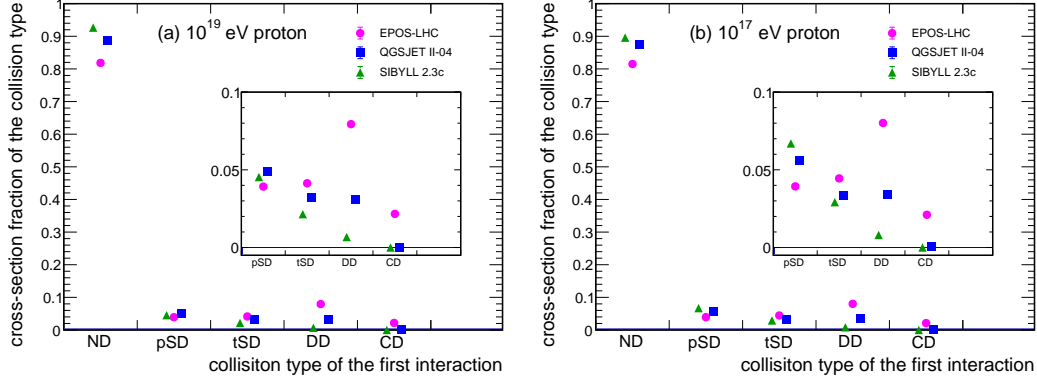 cross-section fraction of the collision type
1
0.9
0.8
0.7
0.6
0.5
0.4
0.3
0.2
0.1
0
(a) 10^19 eV proton
EPOS-LHC
QGSJET II-04
SIBYLL 2.3c
0.1
0.05
0
pSD tSD DD CD
ND pSD tSD DD CD
collisiton type of the first interaction
cross-section fraction of the collision type
1
0.9
0.8
0.7
0.6
0.5
0.4
0.3
0.2
0.1
0
(b) 10^17 eV proton
EPOS-LHC
QGSJET II-04
SIBYLL 2.3c
0.1
0.05
0
pSD tSD DD CD
ND pSD tSD DD CD
collisiton type of the first interaction